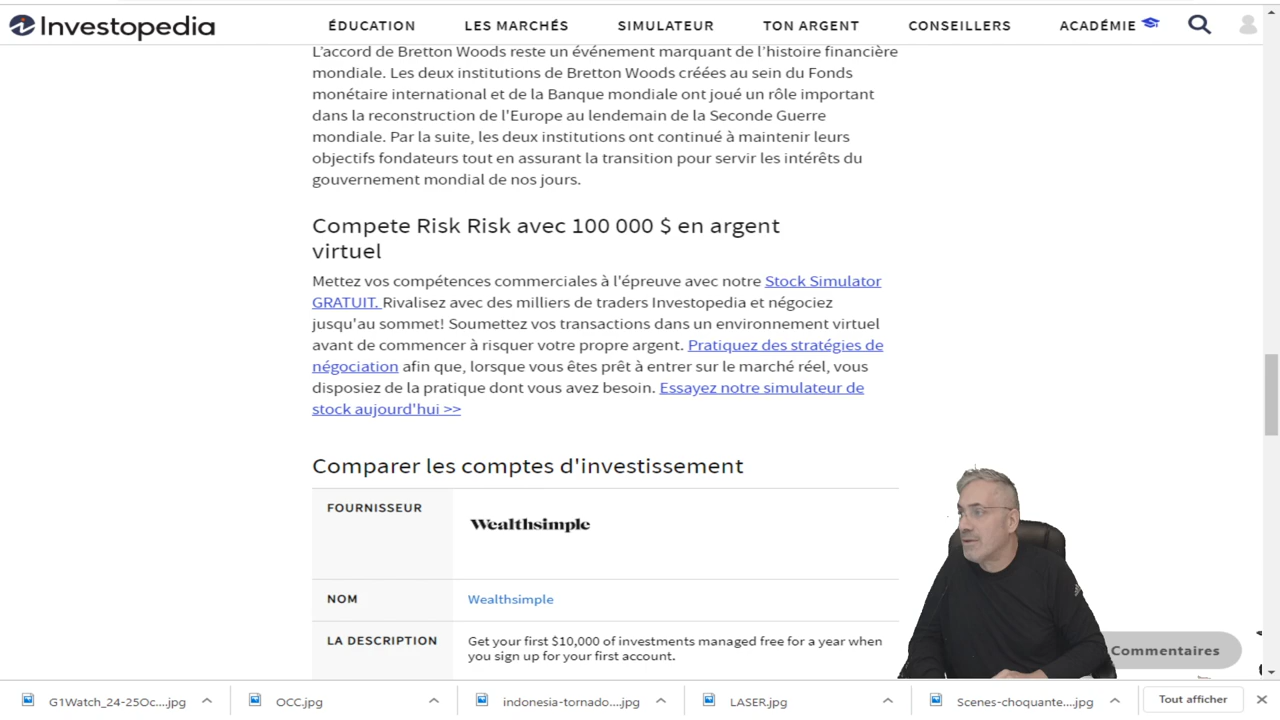 Investopedia
ÉDUCATION LES MARCHÉS SIMULATEUR TON ARGENT CONSEILLERS ACADÉMIE
L'accord de Bretton Woods reste un événement marquant de l'histoire financière
mondiale. Les deux institutions de Bretton Woods créées au sein du Fonds
monétaire international et de la Banque mondiale ont joué un rôle important
dans la reconstruction de l'Europe au lendemain de la Seconde Guerre
mondiale. Par la suite, les deux institutions ont continué à maintenir leurs
objectifs fondateurs tout en assurant la transition pour servir les intérêts du
gouvernement mondial de nos jours.
Compete Risk Risk avec 100 000 $ en argent
virtuel
Mettez vos compétences commerciales à l'épreuve avec notre Stock Simulator
GRATUIT. Rivalisez avec des milliers de traders Investopedia et négociez
jusqu'au sommet! Soumettez vos transactions dans un environnement virtuel
avant de commencer à risquer votre propre argent. Pratiquez des stratégies de
négociation afin que, lorsque vous êtes prêt à entrer sur le marché réel, vous
disposiez de la pratique dont vous avez besoin. Essayez notre simulateur de
stock aujourd'hui >>
Comparer les comptes d'investissement
FOURNISSEUR Wealthsimple
NOM Wealthsimple
LA DESCRIPTION Get your first $10,000 of investments managed free for a year when
you sign up for your first account.
Commentaires
G1Watch_24-25Oc....jpg OCC.jpg indonesia-tornado....jpg LASER.jpg Scenes-choquante....jpg Tout afficher